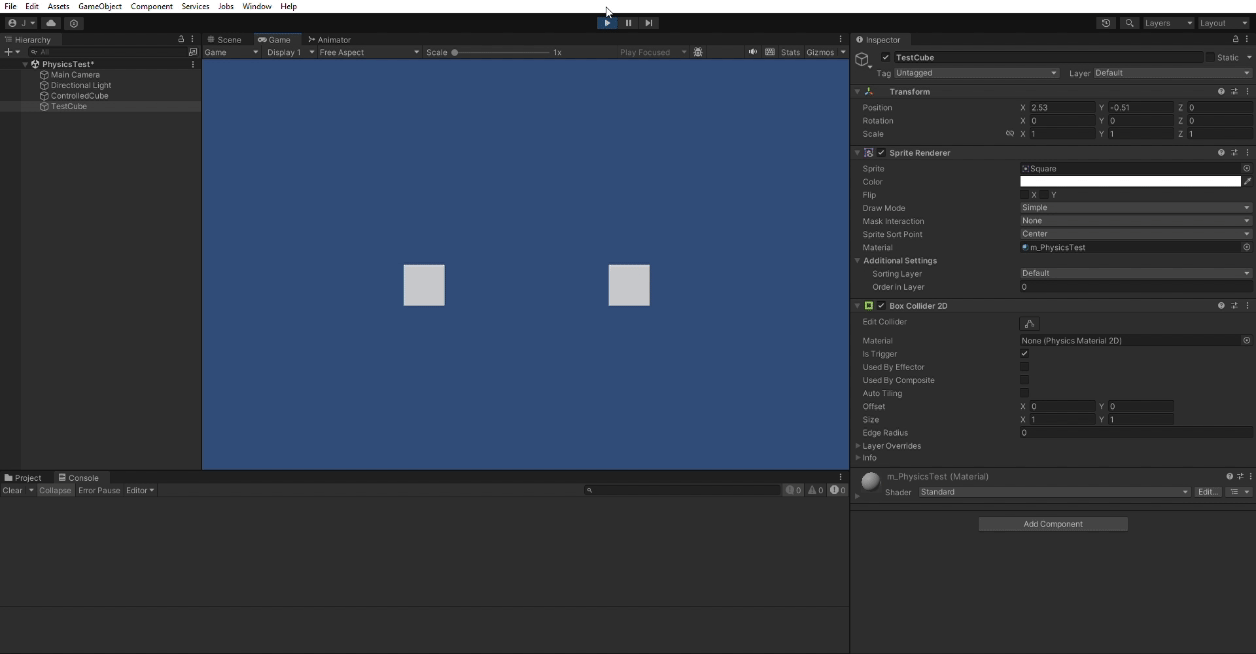 File Edit Assets GameObject Component Services Jobs Window Help
J Layers Layout
Hierarchy
All
PhysicsTest*
Main Camera
Directional Light
ControlledCube
TestCube
Scene Game Animator
Game Display 1 Free Aspect Scale 1x Play Focused Stats Gizmos
Project Console
Clear Collapse Error Pause Editor 0 0 0
Inspector
TestCube Static
Tag Untagged Layer Default
Transform
Position X 2.53 Y -0.51 Z 0
Rotation X 0 Y 0 Z 0
Scale X 1 Y 1 Z 1
Sprite Renderer
Sprite Square
Color
Flip X Y
Draw Mode Simple
Mask Interaction None
Sprite Sort Point Center
Material m_PhysicsTest
Additional Settings
Sorting Layer Default
Order in Layer 0
Box Collider 2D
Edit Collider
Material None (Physics Material 2D)
Is Trigger
Used By Effector
Used By Composite
Auto Tiling
Offset X 0 Y 0
Size X 1 Y 1
Edge Radius 0
Layer Overrides
Info
m_PhysicsTest (Material)
Shader Standard Edit...
Add Component